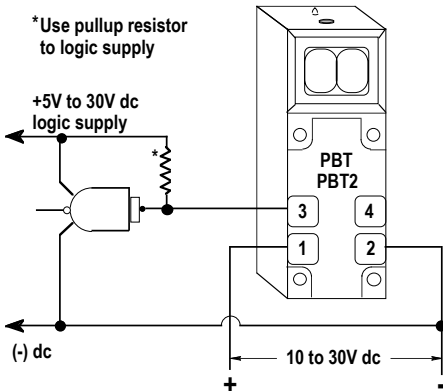 *Use pullup resistor
to logic supply
+5V to 30V dc
logic supply
*
PBT
PBT2
3 4
1 2
(-) dc
10 to 30V dc
+ -